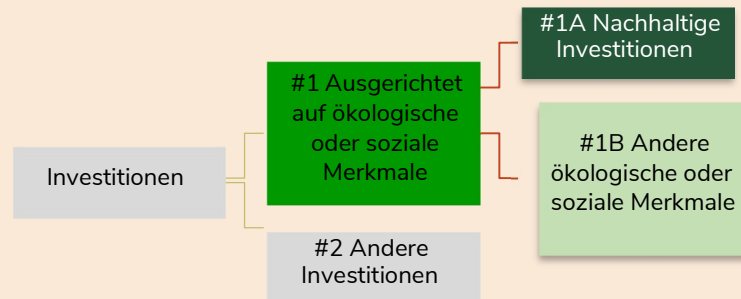 Investitionen
#1 Ausgerichtet
auf ökologische
oder soziale
Merkmale
#2 Andere
Investitionen
#1A Nachhaltige
Investitionen
#1B Andere
ökologische oder
soziale Merkmale